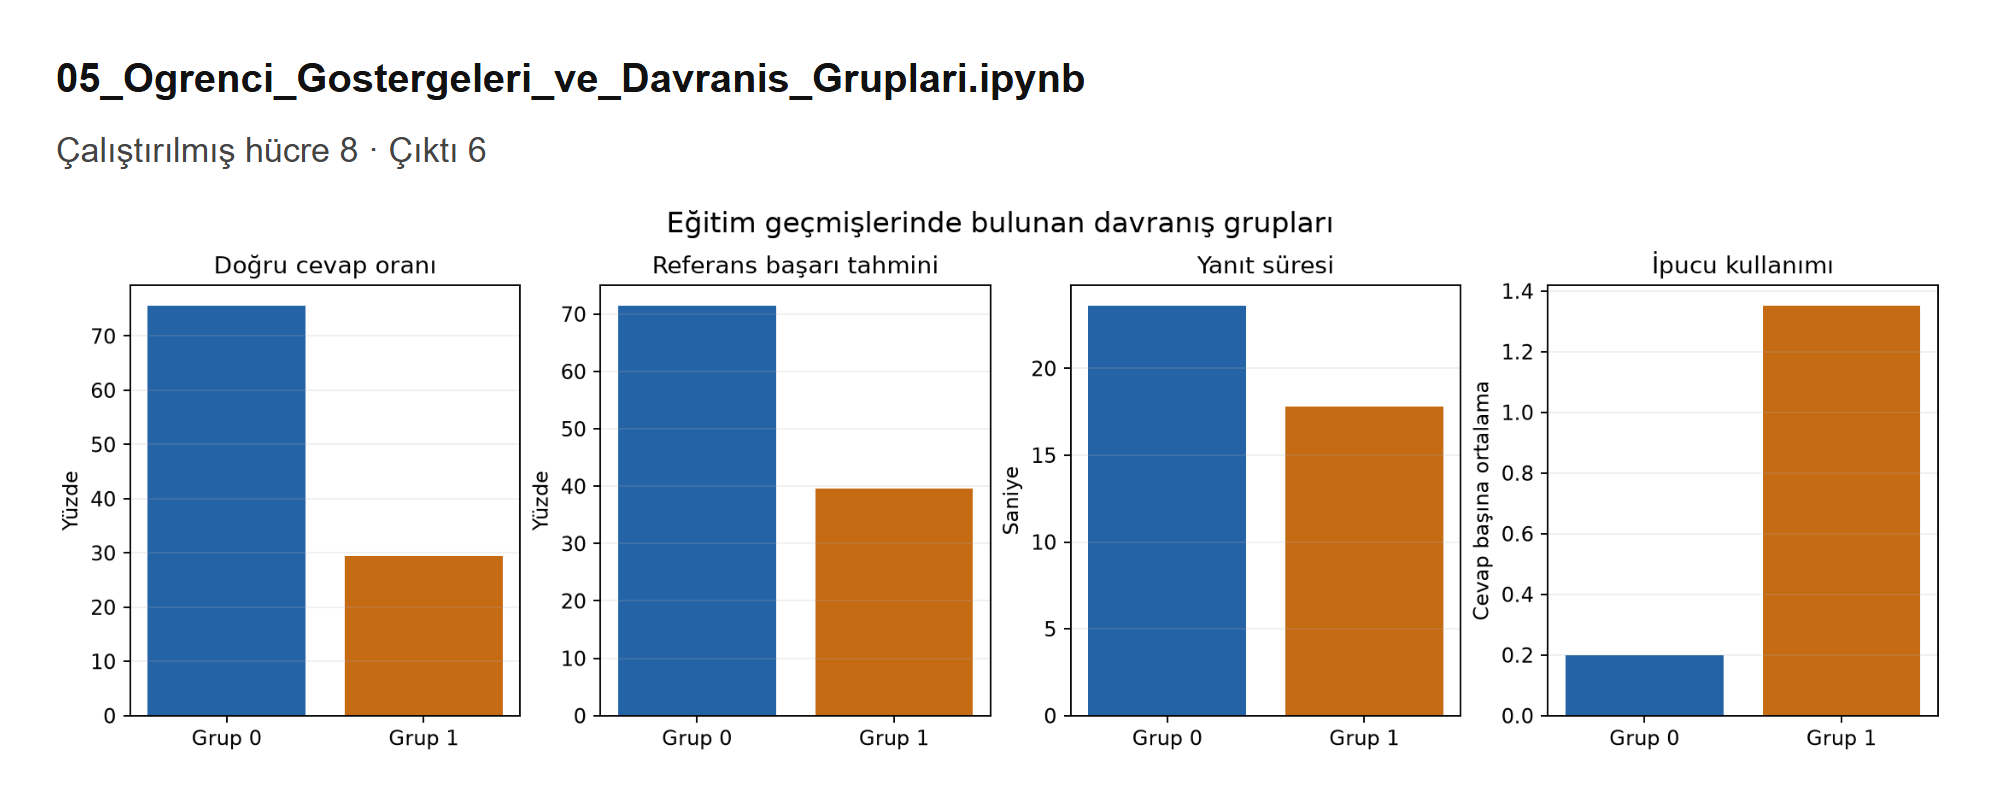 05_Ogrenci_Gostergeleri_ve_Davranis_Gruplari.ipynb
Çalıştırılmış hücre 8 · Çıktı 6
Eğitim geçmişlerinde bulunan davranış grupları
Doğru cevap oranı
Yüzde
70
60
50
40
30
20
10
0
Grup 0
Grup 1
Referans başarı tahmini
Yüzde
70
60
50
40
30
20
10
0
Grup 0
Grup 1
Yanıt süresi
Saniye
20
15
10
5
0
Grup 0
Grup 1
İpucu kullanımı
Cevap başına ortalama
1.4
1.2
1.0
0.8
0.6
0.4
0.2
0.0
Grup 0
Grup 1